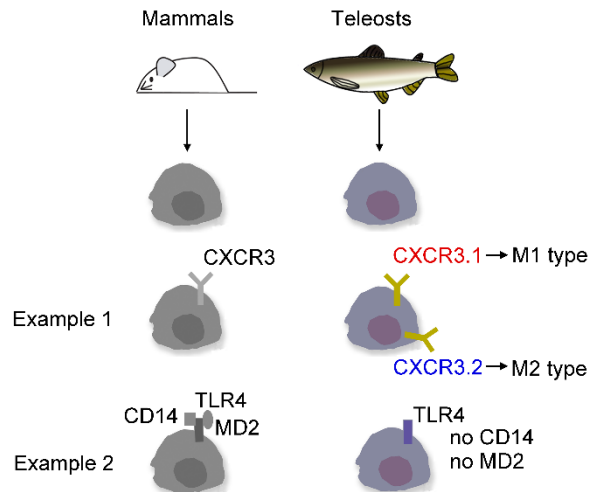 Mammals
Teleosts
CXCR3
CXCR3.1 → M1 type
Example 1
CXCR3.2 → M2 type
TLR4
CD14
MD2
TLR4
no CD14
no MD2
Example 2